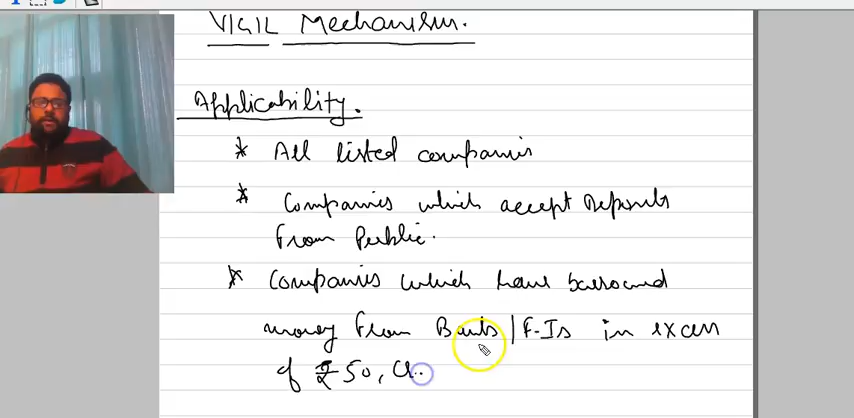 VIGIL Mechanism.
Applicability.
* All listed companies
* Companies which accept Deposits
From Public.
* Companies which have borrowed
money From Banks | F-Is in excess
of ₹ 50, Cr..